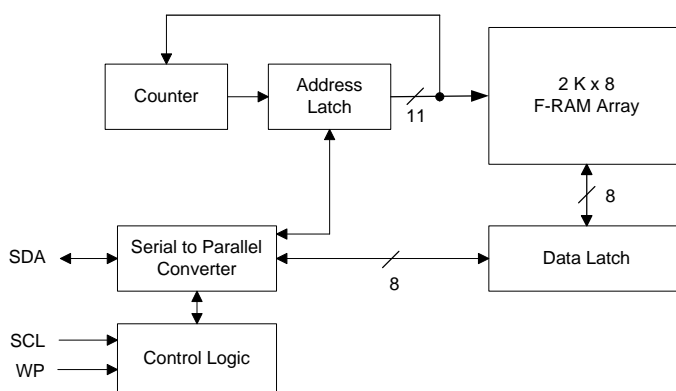 Counter
Address
Latch
11
2 K x 8
F-RAM Array
8
SDA
Serial to Parallel
Converter
8
Data Latch
SCL
WP
Control Logic